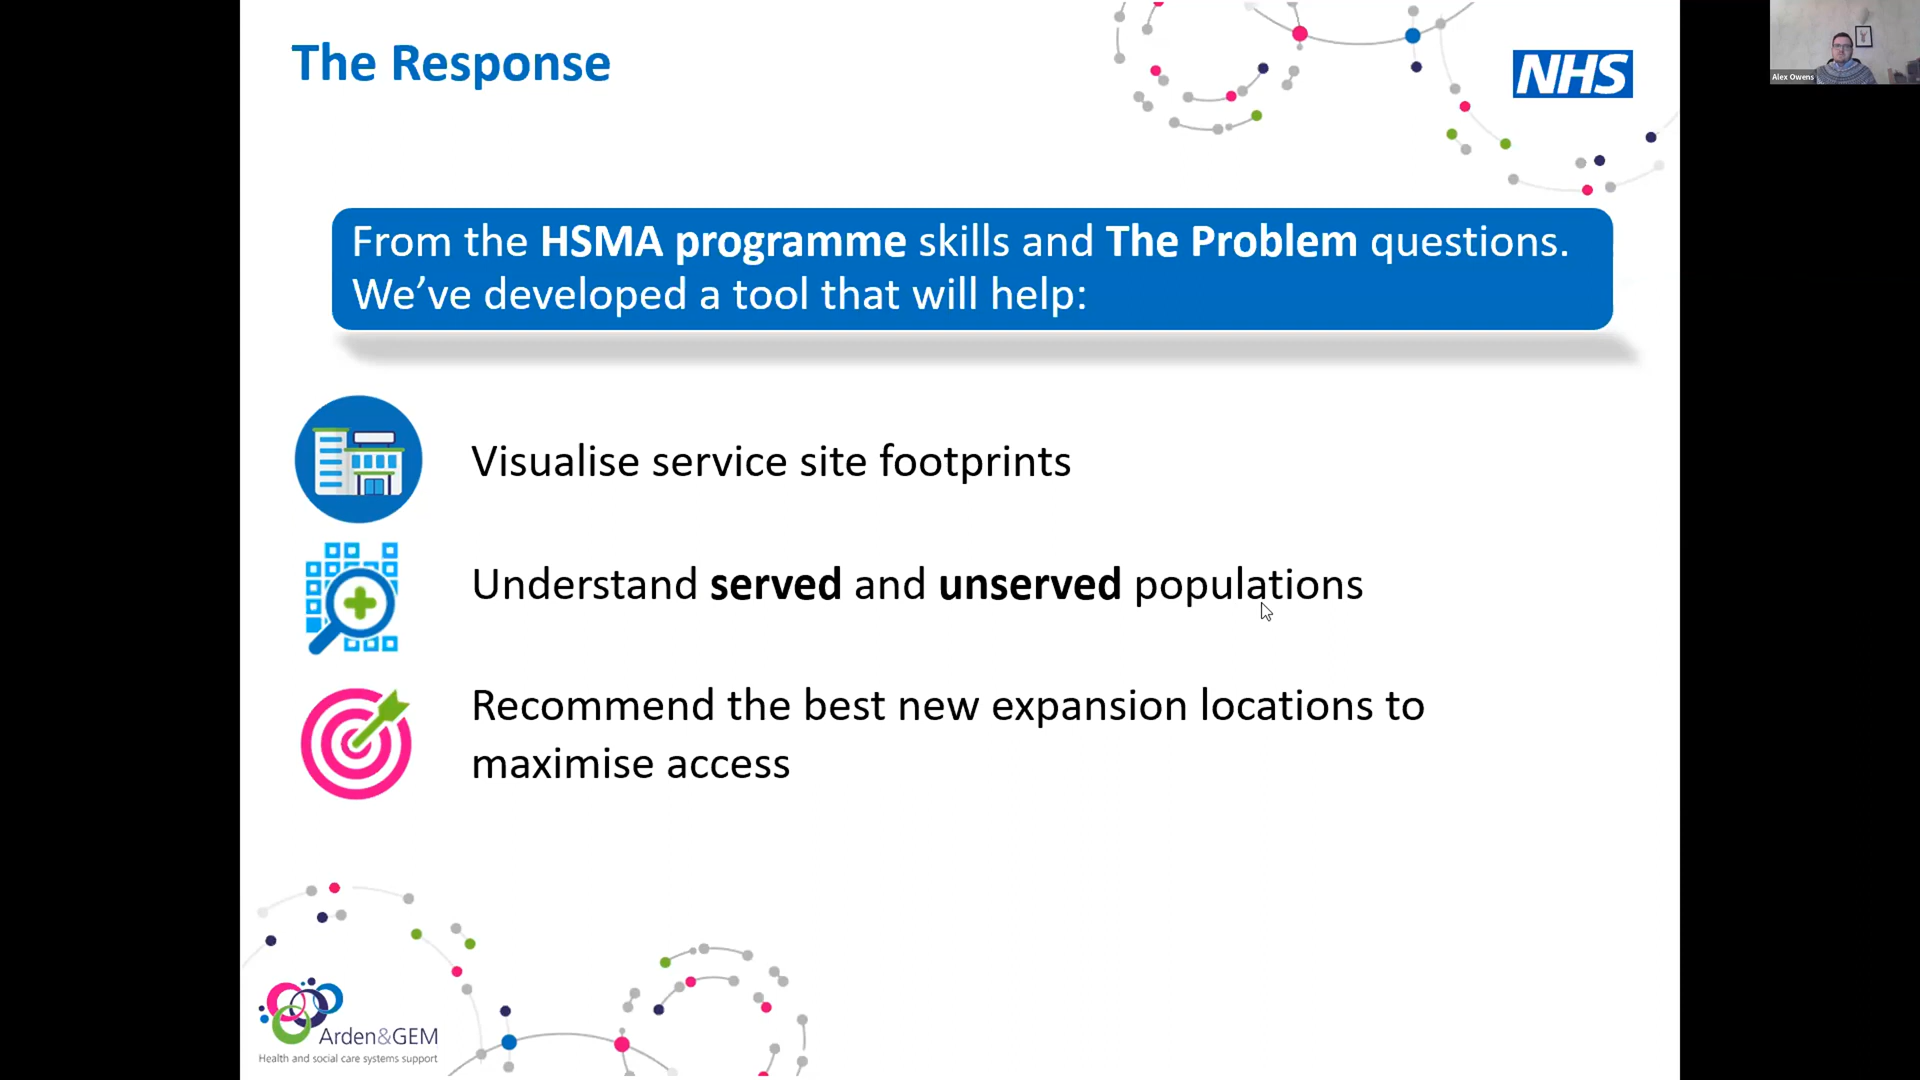 The Response
NHS
Alex Owens
From the HSMA programme skills and The Problem questions.
We’ve developed a tool that will help:
Visualise service site footprints
Understand served and unserved populations
Recommend the best new expansion locations to
maximise access
Arden&GEM
Health and social care systems support